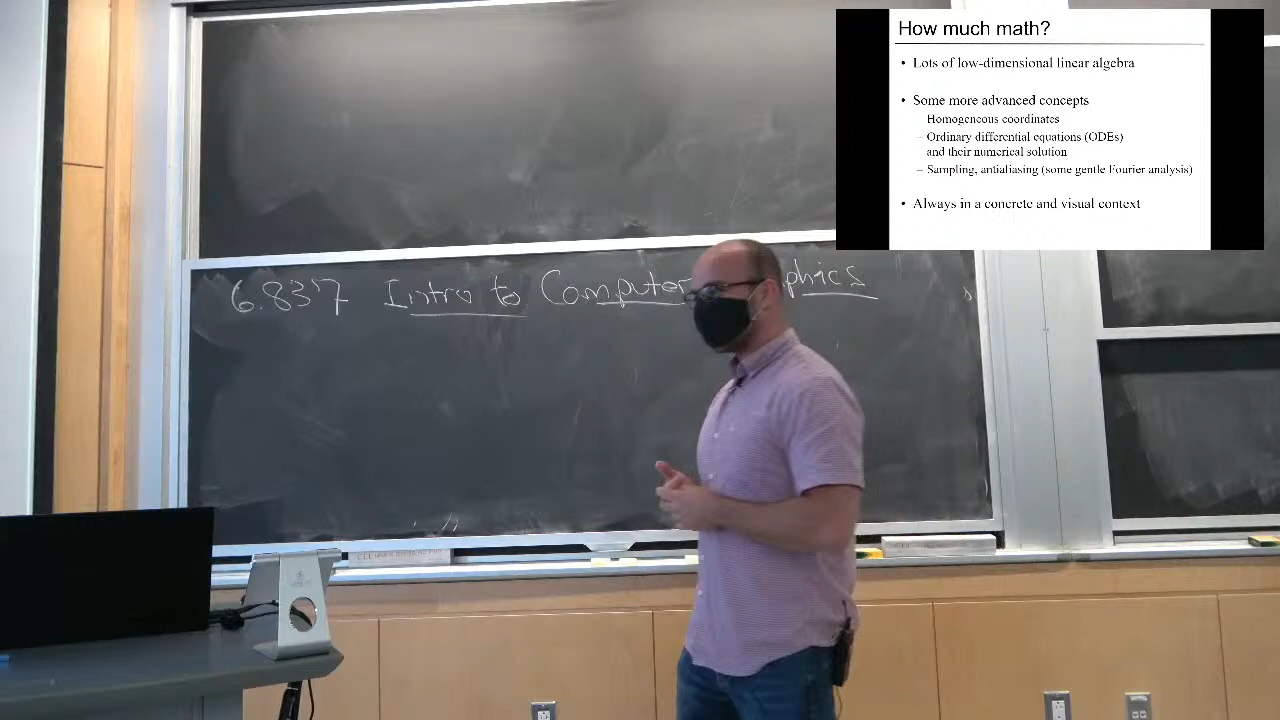 How much math?
• Lots of low-dimensional linear algebra
• Some more advanced concepts
Homogeneous coordinates
– Ordinary differential equations (ODEs)
and their numerical solution
– Sampling, antialiasing (some gentle Fourier analysis)
• Always in a concrete and visual context
6.837 Intro to Computer phics